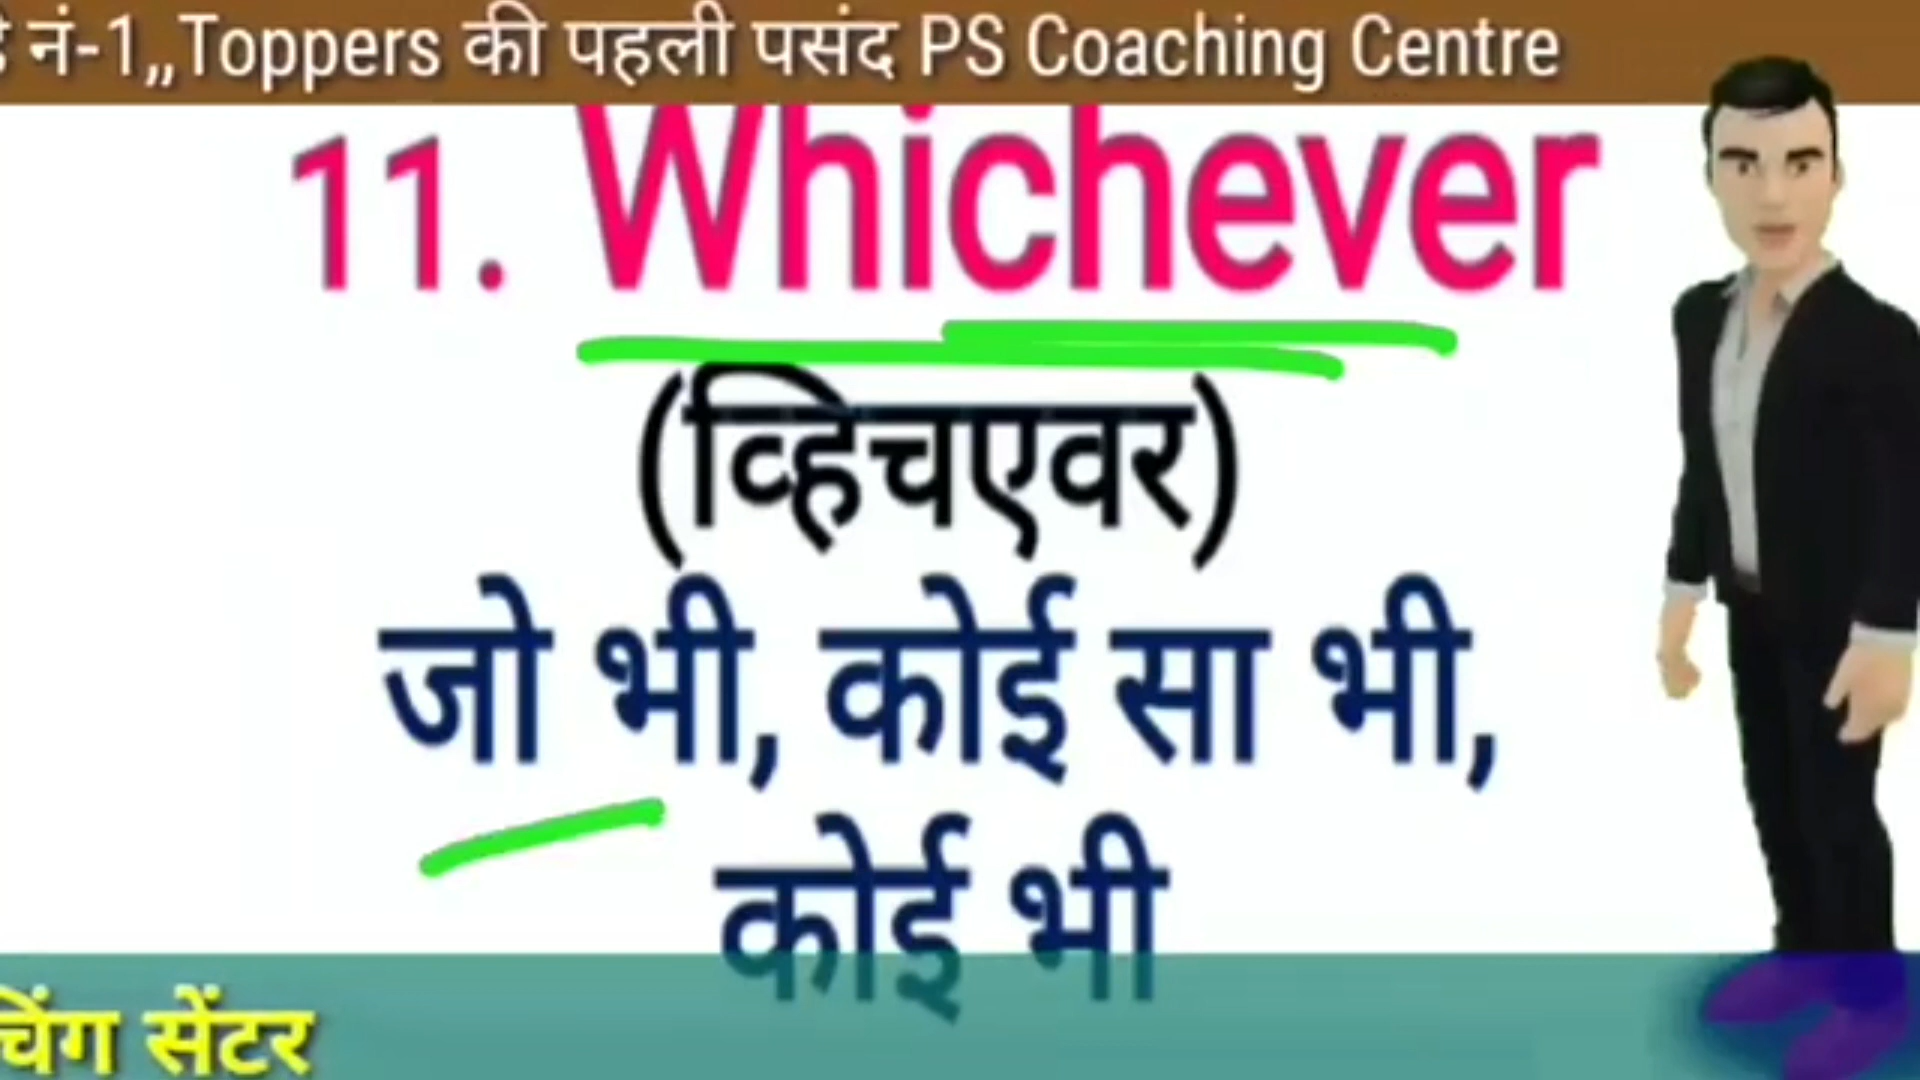 नं-1,,Toppers की पहली पसंद PS Coaching Centre
11. Whichever
(व्हिचएवर)
जो भी, कोई सा भी,
कोई भी
सेंटर